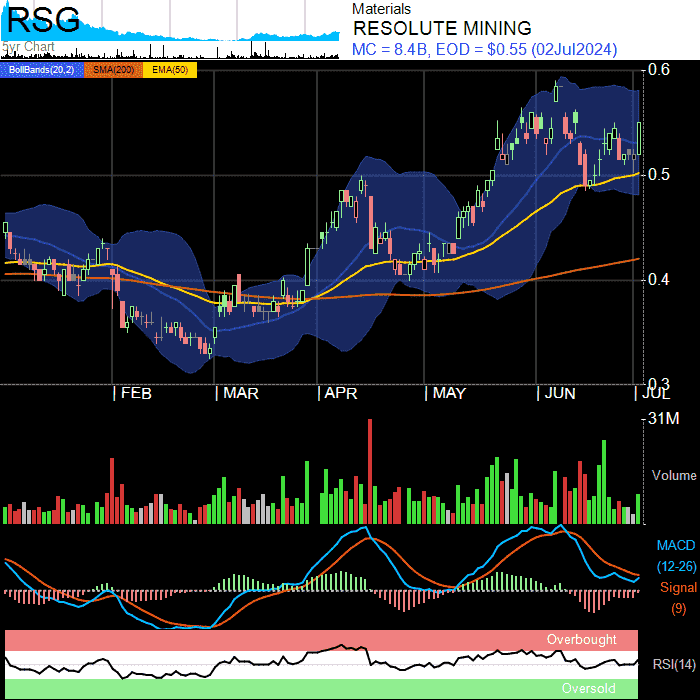 RSG
5yr Chart
Materials
RESOLUTE MINING
MC = 8.4B, EOD = $0.55 (02Jul2024)
BollBands(20,2) SMA(200) EMA(50)
0.6
0.5
0.4
0.3
| FEB | MAR | APR | MAY | JUN | JUL
31M
Volume
MACD
(12-26)
Signal
(9)
Overbought
RSI(14)
Oversold